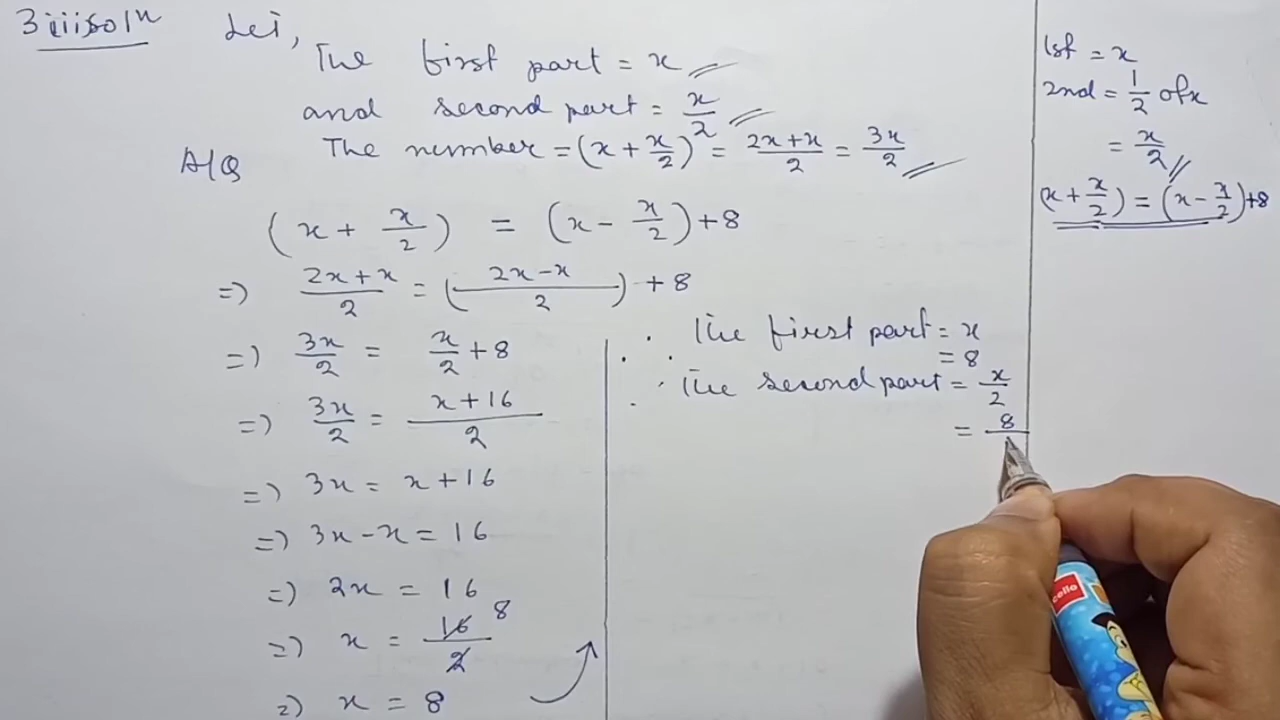 3 iii) Solⁿ Let,
The first part = x
and second part = x/2
The number = (x + x/2) = 2x+x/2 = 3x/2
A/Q
(x + x/2) = (x - x/2) + 8
=) 2x+x/2 = (2x-x/2) + 8
=) 3x/2 = x/2 + 8
=) 3x/2 = x+16/2
=) 3x = x + 16
=) 3x - x = 16
=) 2x = 16
=) x = 16/2 8
=) x = 8
∴ The first part = x
= 8
∴ The second part = x/2
= 8/
1st = x
2nd = 1/2 of x
= x/2
(x + x/2) = (x - x/2) + 8
cello